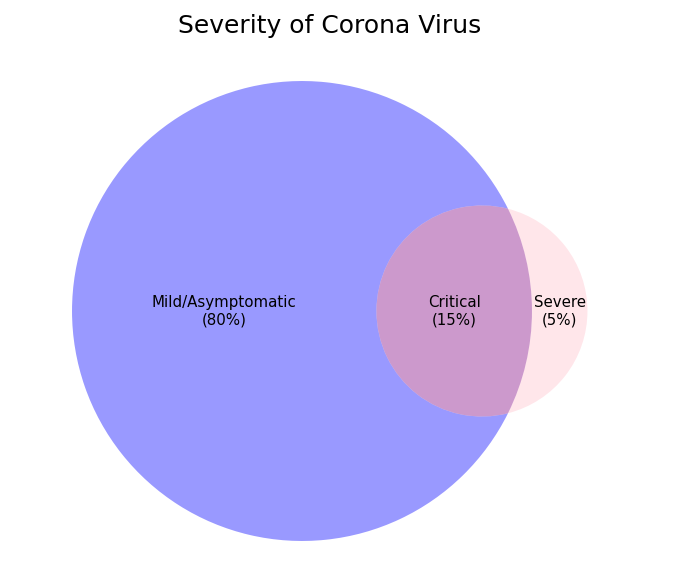 Severity of Corona Virus
Mild/Asymptomatic
(80%)
Critical
(15%)
Severe
(5%)